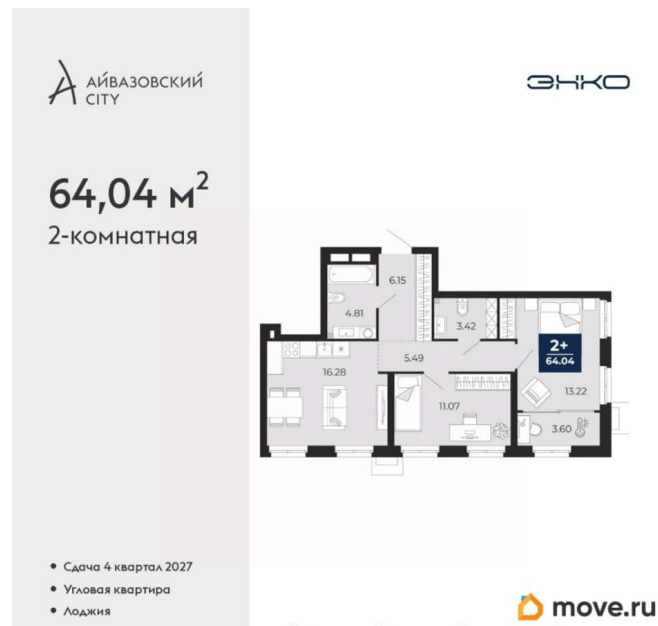 АЙВАЗОВСКИЙ
CITY
ЭНКО
64,04 м²
2-комнатная
6.15
4.81
3.42
2+
64.04
5.49
16.28
13.22
11.07
3.60
• Сдача 4 квартал 2027
• Угловая квартира
• Лоджия
move.ru